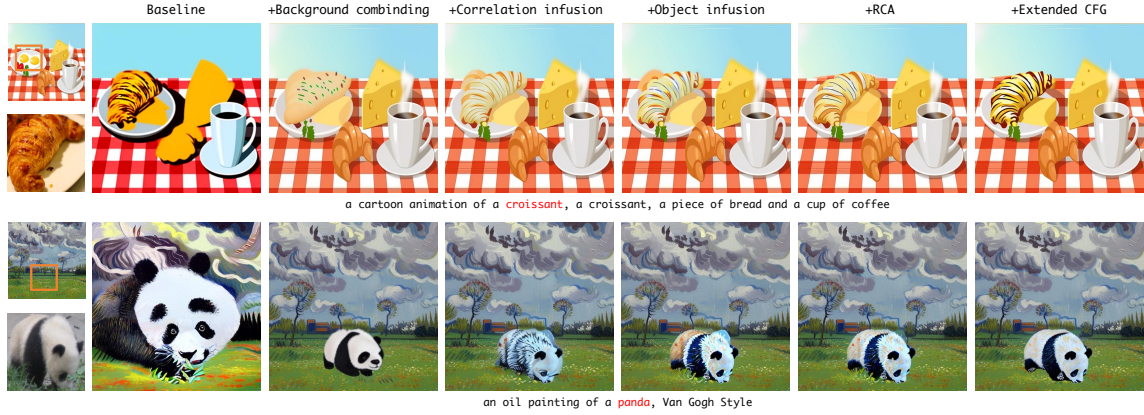 Baseline +Background combinding +Correlation infusion +Object infusion +RCA +Extended CFG
a cartoon animation of a croissant, a croissant, a piece of bread and a cup of coffee
an oil painting of a panda, Van Gogh Style